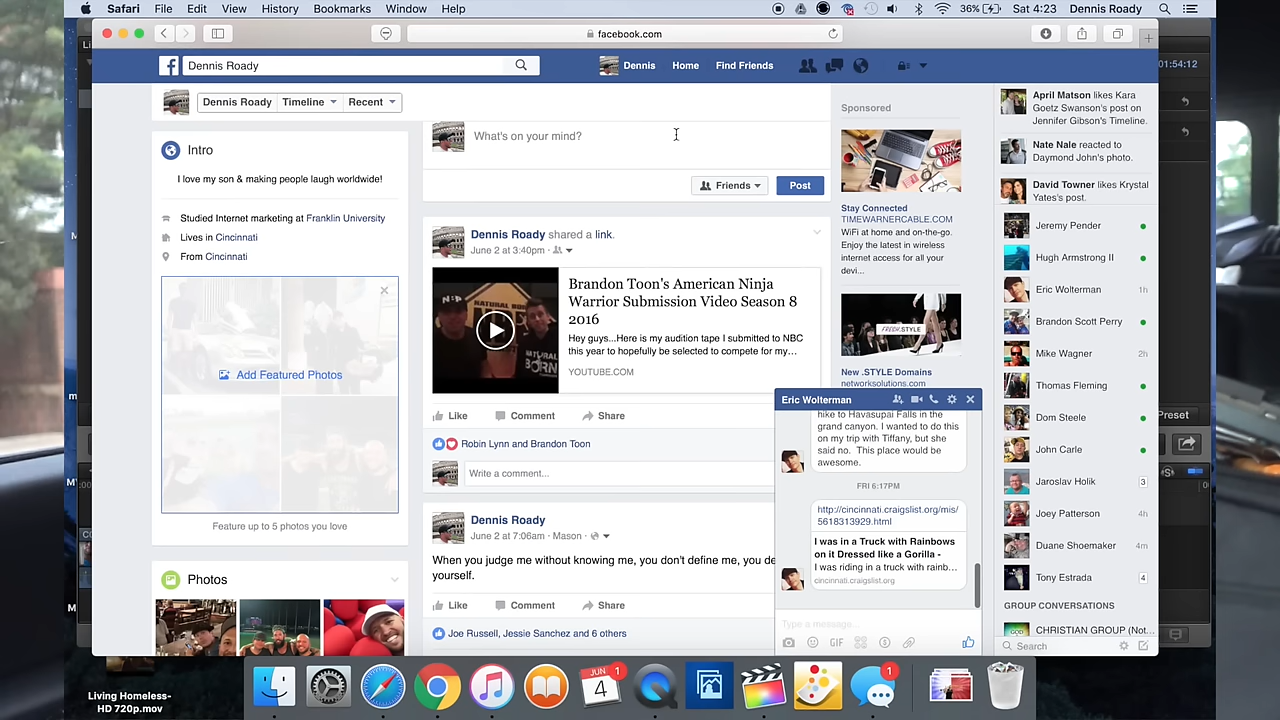 Safari File Edit View History Bookmarks Window Help
36% Sat 4:23 Dennis Roady
facebook.com
01:54:12
Dennis Roady
Dennis Home Find Friends
Dennis Roady Timeline Recent
Intro
I love my son & making people laugh worldwide!
Studied Internet marketing at Franklin University
Lives in Cincinnati
From Cincinnati
Add Featured Photos
Feature up to 5 photos you love
Photos
What's on your mind?
Friends Post
Dennis Roady shared a link.
June 2 at 3:40pm ·
Brandon Toon's American Ninja
Warrior Submission Video Season 8
2016
Hey guys...Here is my audition tape I submitted to NBC
this year to hopefully be selected to compete for my...
YOUTUBE.COM
NATURAL BORN
Like Comment Share
Robin Lynn and Brandon Toon
Write a comment...
Dennis Roady
June 2 at 7:06am · Mason ·
When you judge me without knowing me, you don't define me, you de
yourself.
Like Comment Share
Joe Russell, Jessie Sanchez and 6 others
Sponsored
Stay Connected
TIMEWARNERCABLE.COM
WiFi at home and on-the-go.
Enjoy the latest in wireless
internet access for all your
devi...
New .STYLE Domains
networksolutions.com
Eric Wolterman
hike to Havasupai Falls in the
grand canyon. I wanted to do this
on my trip with Tiffany, but she
said no. This place would be
awesome.
FRI 6:17PM
http://cincinnati.craigslist.org/mis/
5618313929.html
I was in a Truck with Rainbows
on it Dressed like a Gorilla -
I was riding in a truck with rainb...
cincinnati.craigslist.org
Type a message...
GIF
April Matson likes Kara
Goetz Swanson's post on
Jennifer Gibson's Timeline.
Nate Nale reacted to
Daymond John's photo.
David Towner likes Krystal
Yates's post.
Jeremy Pender
Hugh Armstrong II
Eric Wolterman 1h
Brandon Scott Perry
Mike Wagner 2h
Thomas Fleming
Dom Steele
John Carle
Jaroslav Holik 3
Joey Patterson 4h
Duane Shoemaker 4m
Tony Estrada 4
GROUP CONVERSATIONS
CHRISTIAN GROUP (Not...
Search
Preset
Living Homeless-
HD 720p.mov
JUN 1
4
1